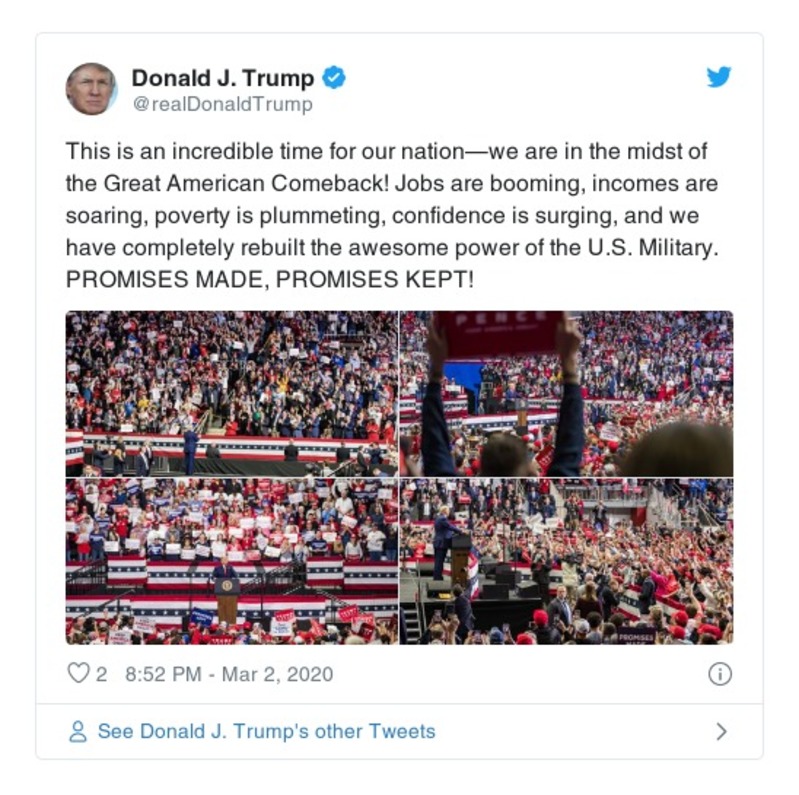 Donald J. Trump
@realDonaldTrump
This is an incredible time for our nation—we are in the midst of
the Great American Comeback! Jobs are booming, incomes are
soaring, poverty is plummeting, confidence is surging, and we
have completely rebuilt the awesome power of the U.S. Military.
PROMISES MADE, PROMISES KEPT!
PENCE
PROMISES
MADE
2 8:52 PM - Mar 2, 2020
See Donald J. Trump's other Tweets